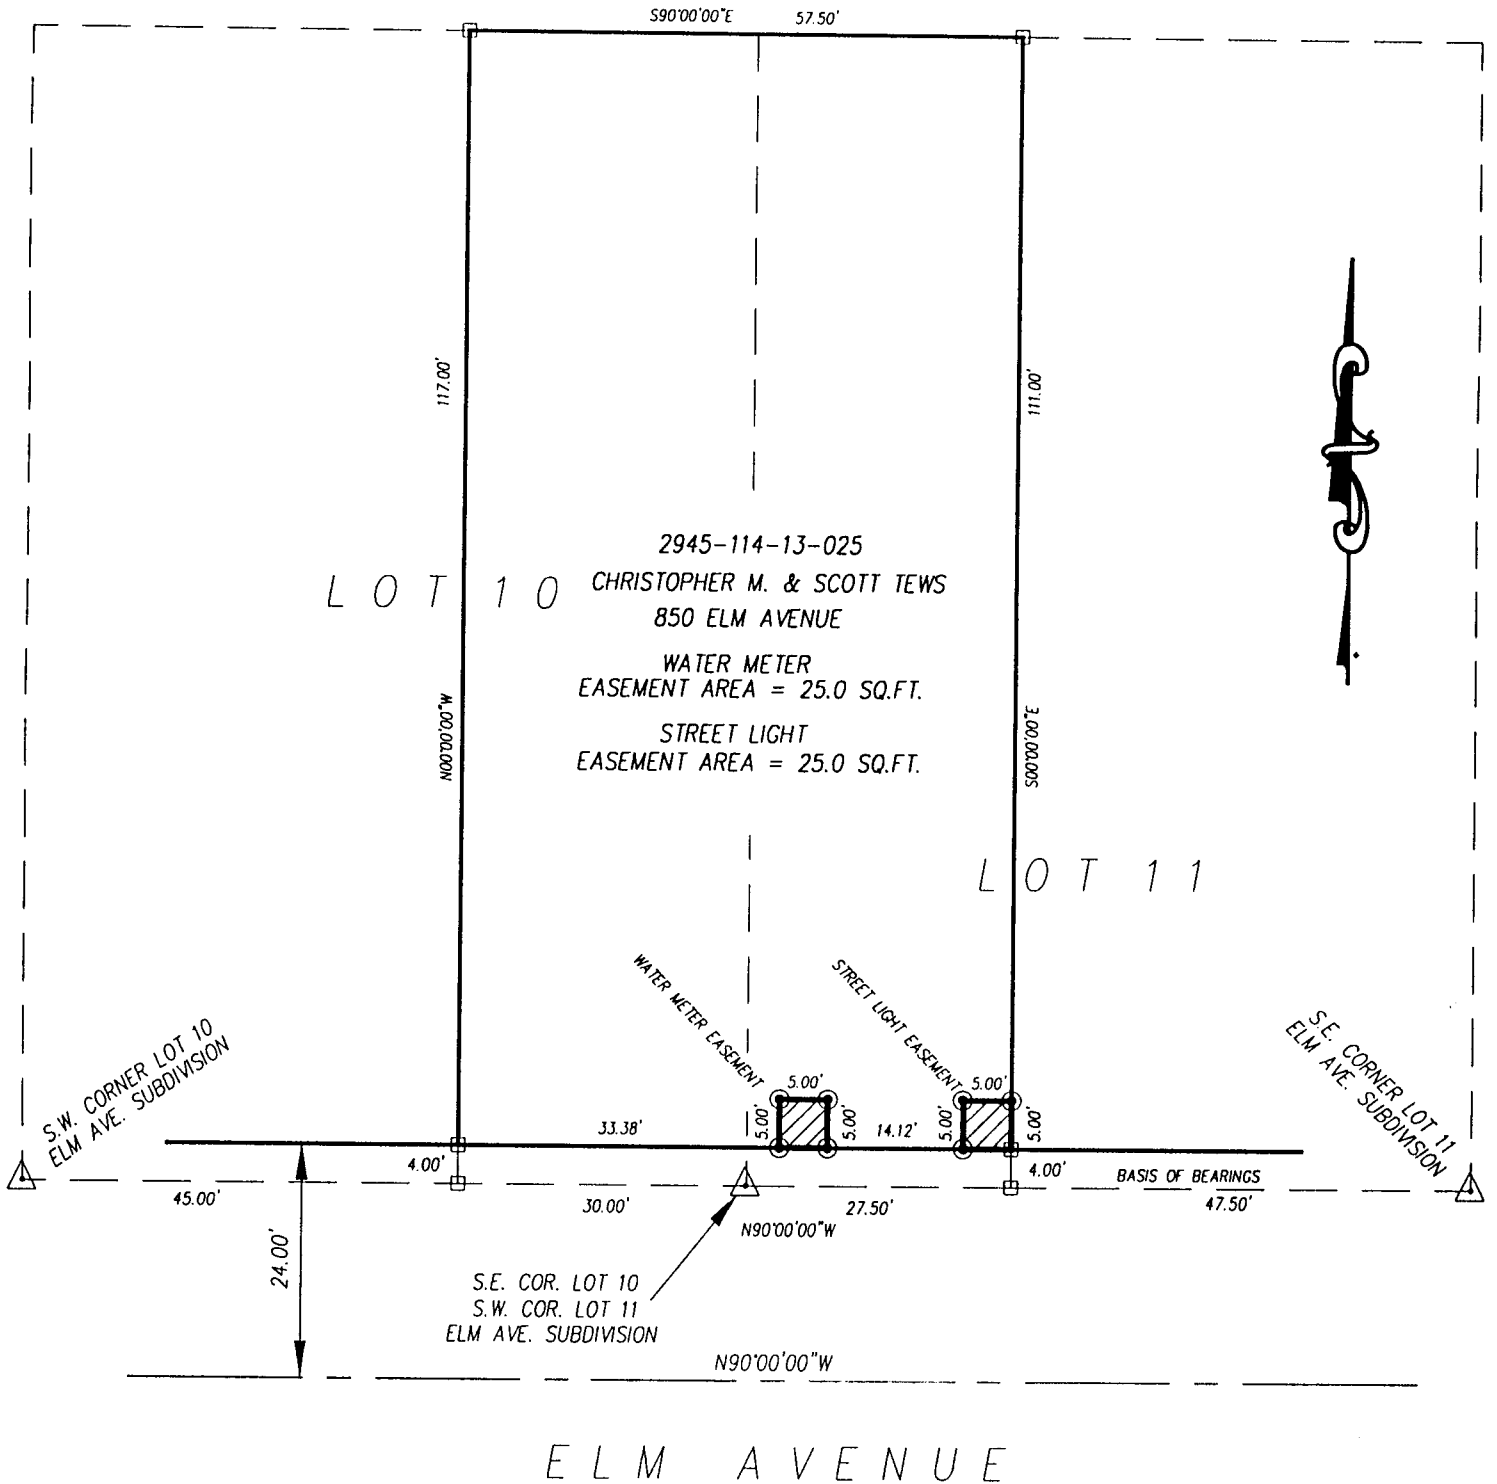 S90°00'00"E 57.50'
117.00'
111.00'
2945-114-13-025
LOT 10
CHRISTOPHER M. & SCOTT TEWS
850 ELM AVENUE
WATER METER
EASEMENT AREA = 25.0 SQ.FT.
N00°00'00"W
S00°00'00"E
STREET LIGHT
EASEMENT AREA = 25.0 SQ.FT.
LOT 11
WATER METER EASEMENT
STREET LIGHT EASEMENT
S.W. CORNER LOT 10
ELM AVE. SUBDIVISION
S.E. CORNER LOT 11
ELM AVE. SUBDIVISION
5.00'
5.00'
5.00'
5.00'
5.00'
5.00'
33.38'
14.12'
4.00'
4.00'
BASIS OF BEARINGS
45.00'
30.00'
27.50'
47.50'
N90°00'00"W
24.00'
S.E. COR. LOT 10
S.W. COR. LOT 11
ELM AVE. SUBDIVISION
N90°00'00"W
ELM AVENUE